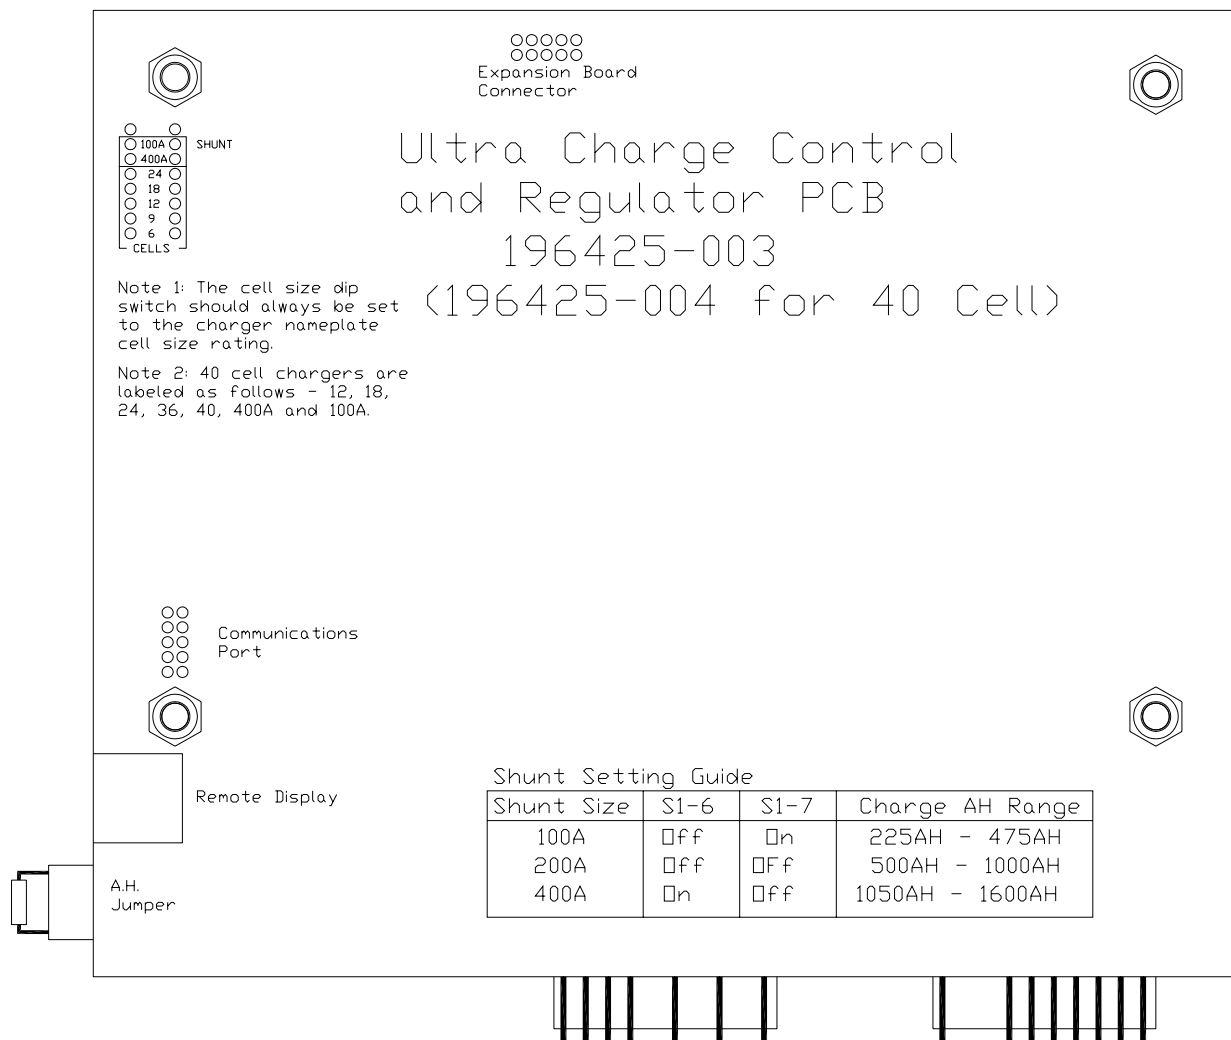 Expansion Board
Connector
100A
SHUNT
400A
24
18
12
9
6
CELLS
Ultra Charge Control
and Regulator PCB
196425-003
(196425-004 for 40 Cell)
Note 1: The cell size dip
switch should always be set
to the charger nameplate
cell size rating.
Note 2: 40 cell chargers are
labeled as follows - 12, 18,
24, 36, 40, 400A and 100A.
Communications
Port
Remote Display
A.H.
Jumper
Shunt Setting Guide
Shunt Size S1-6 S1-7 Charge AH Range
100A Off On 225AH - 475AH
200A Off OFf 500AH - 1000AH
400A On Off 1050AH - 1600AH